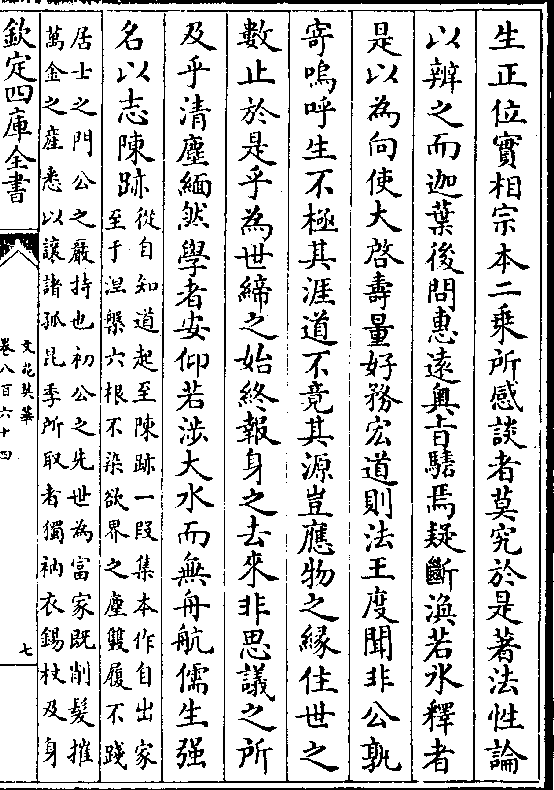 生正位實相宗本二乗所感談者莫究於是著法性論
以辨之而迦葉後問惠遠奥旨驍焉疑斷渙若水釋者
是以為向使大啓壽量好務宏道則法王度聞非公孰
寄嗚呼生不極其涯道不竟其源豈應物之縁住世之
數止於是乎為世締之始終報身之去來非思議之所
及乎清塵緬然學者安仰若涉大水而無舟航儒生强
名以志陳跡從自知道起至陳跡一段集本作自出家
至于涅槃六根不染欲界之塵雙履不踐
居士之門公之嚴持也初公之先世為富家既削髮摧
萬金之産悉以讓諸孤昆季所取者獨衲衣錫杖及身
欽定四庫全書
文苑英華
卷八百六十四
七